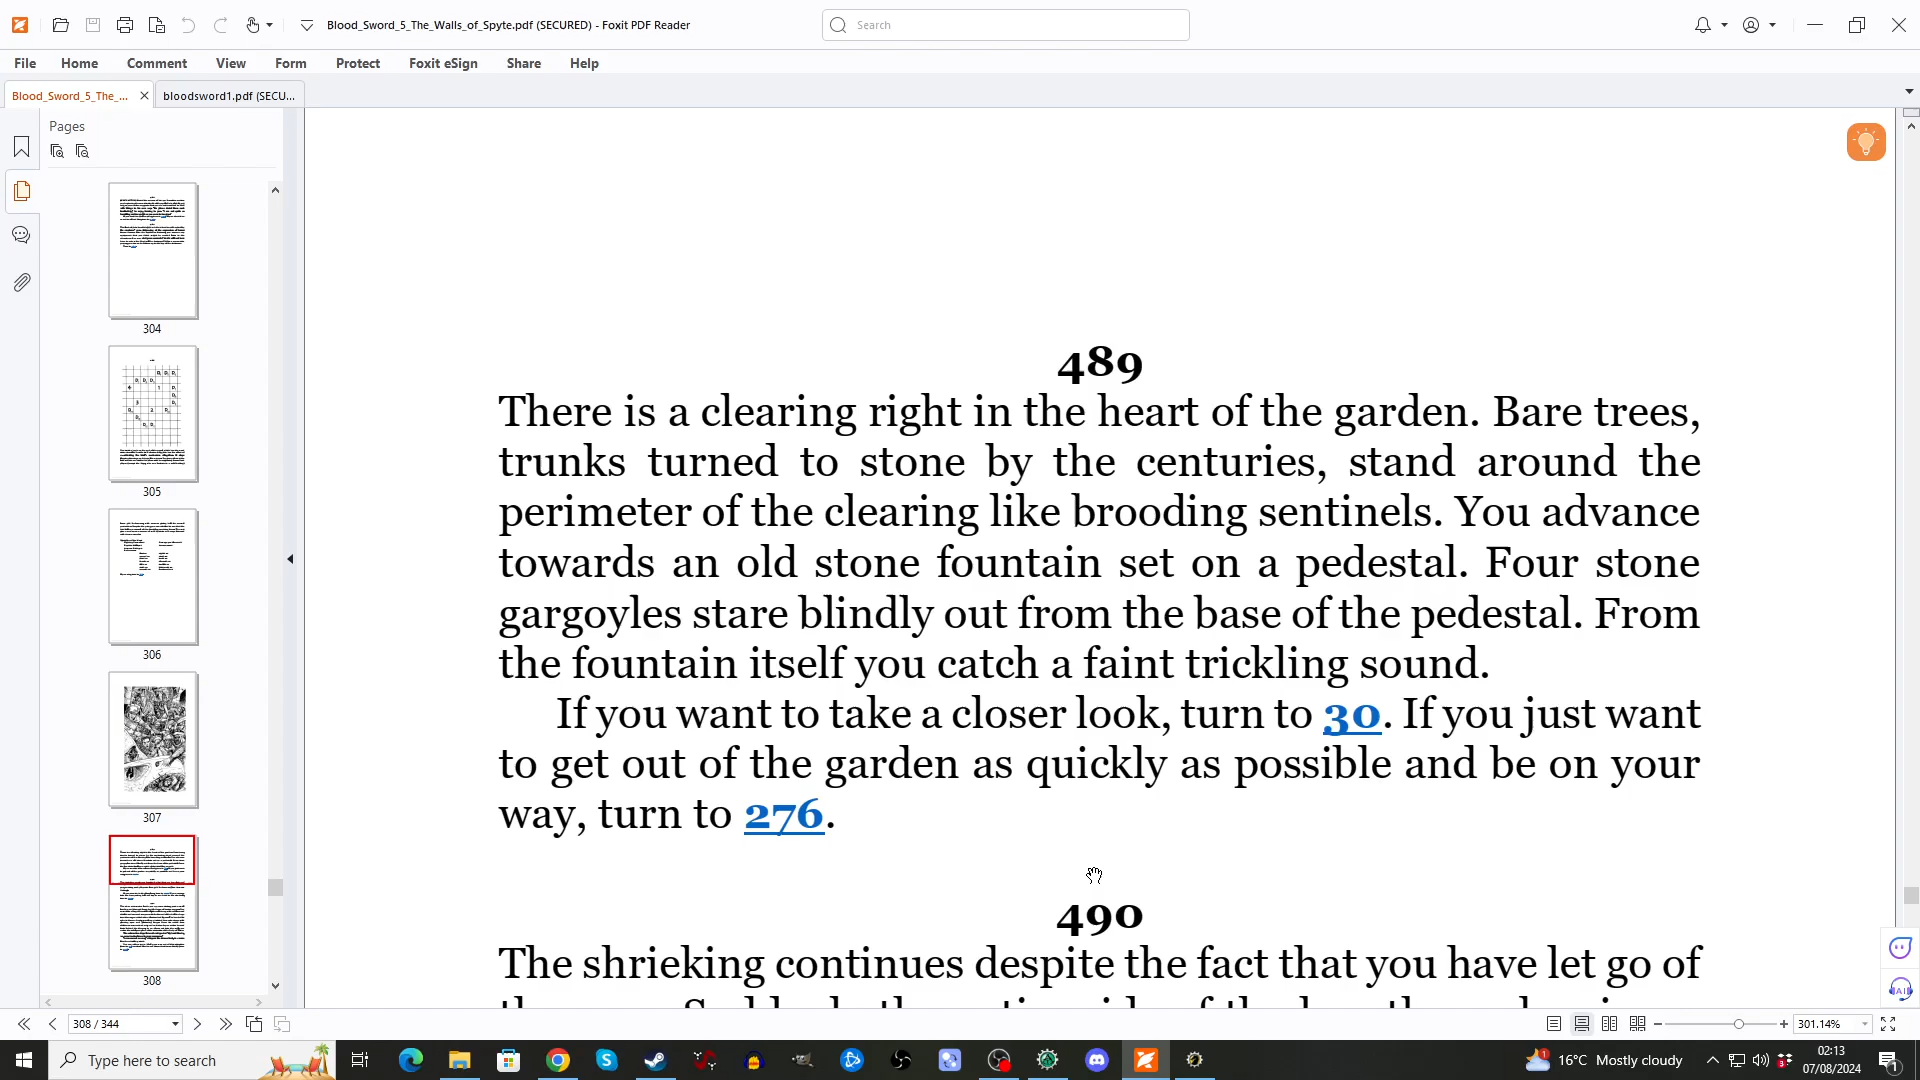 Blood_Sword_5_The_Walls_of_Spyte.pdf (SECURED) - Foxit PDF Reader
Search
File Home Comment View Form Protect Foxit eSign Share Help
Blood_Sword_5_The_... bloodsword1.pdf (SECU...
Pages
304
305
306
307
308
489
There is a clearing right in the heart of the garden. Bare trees,
trunks turned to stone by the centuries, stand around the
perimeter of the clearing like brooding sentinels. You advance
towards an old stone fountain set on a pedestal. Four stone
gargoyles stare blindly out from the base of the pedestal. From
the fountain itself you catch a faint trickling sound.
If you want to take a closer look, turn to 30. If you just want
to get out of the garden as quickly as possible and be on your
way, turn to 276.
490
The shrieking continues despite the fact that you have let go of
308 / 344
301.14%
Type here to search
16°C Mostly cloudy
02:13
07/08/2024